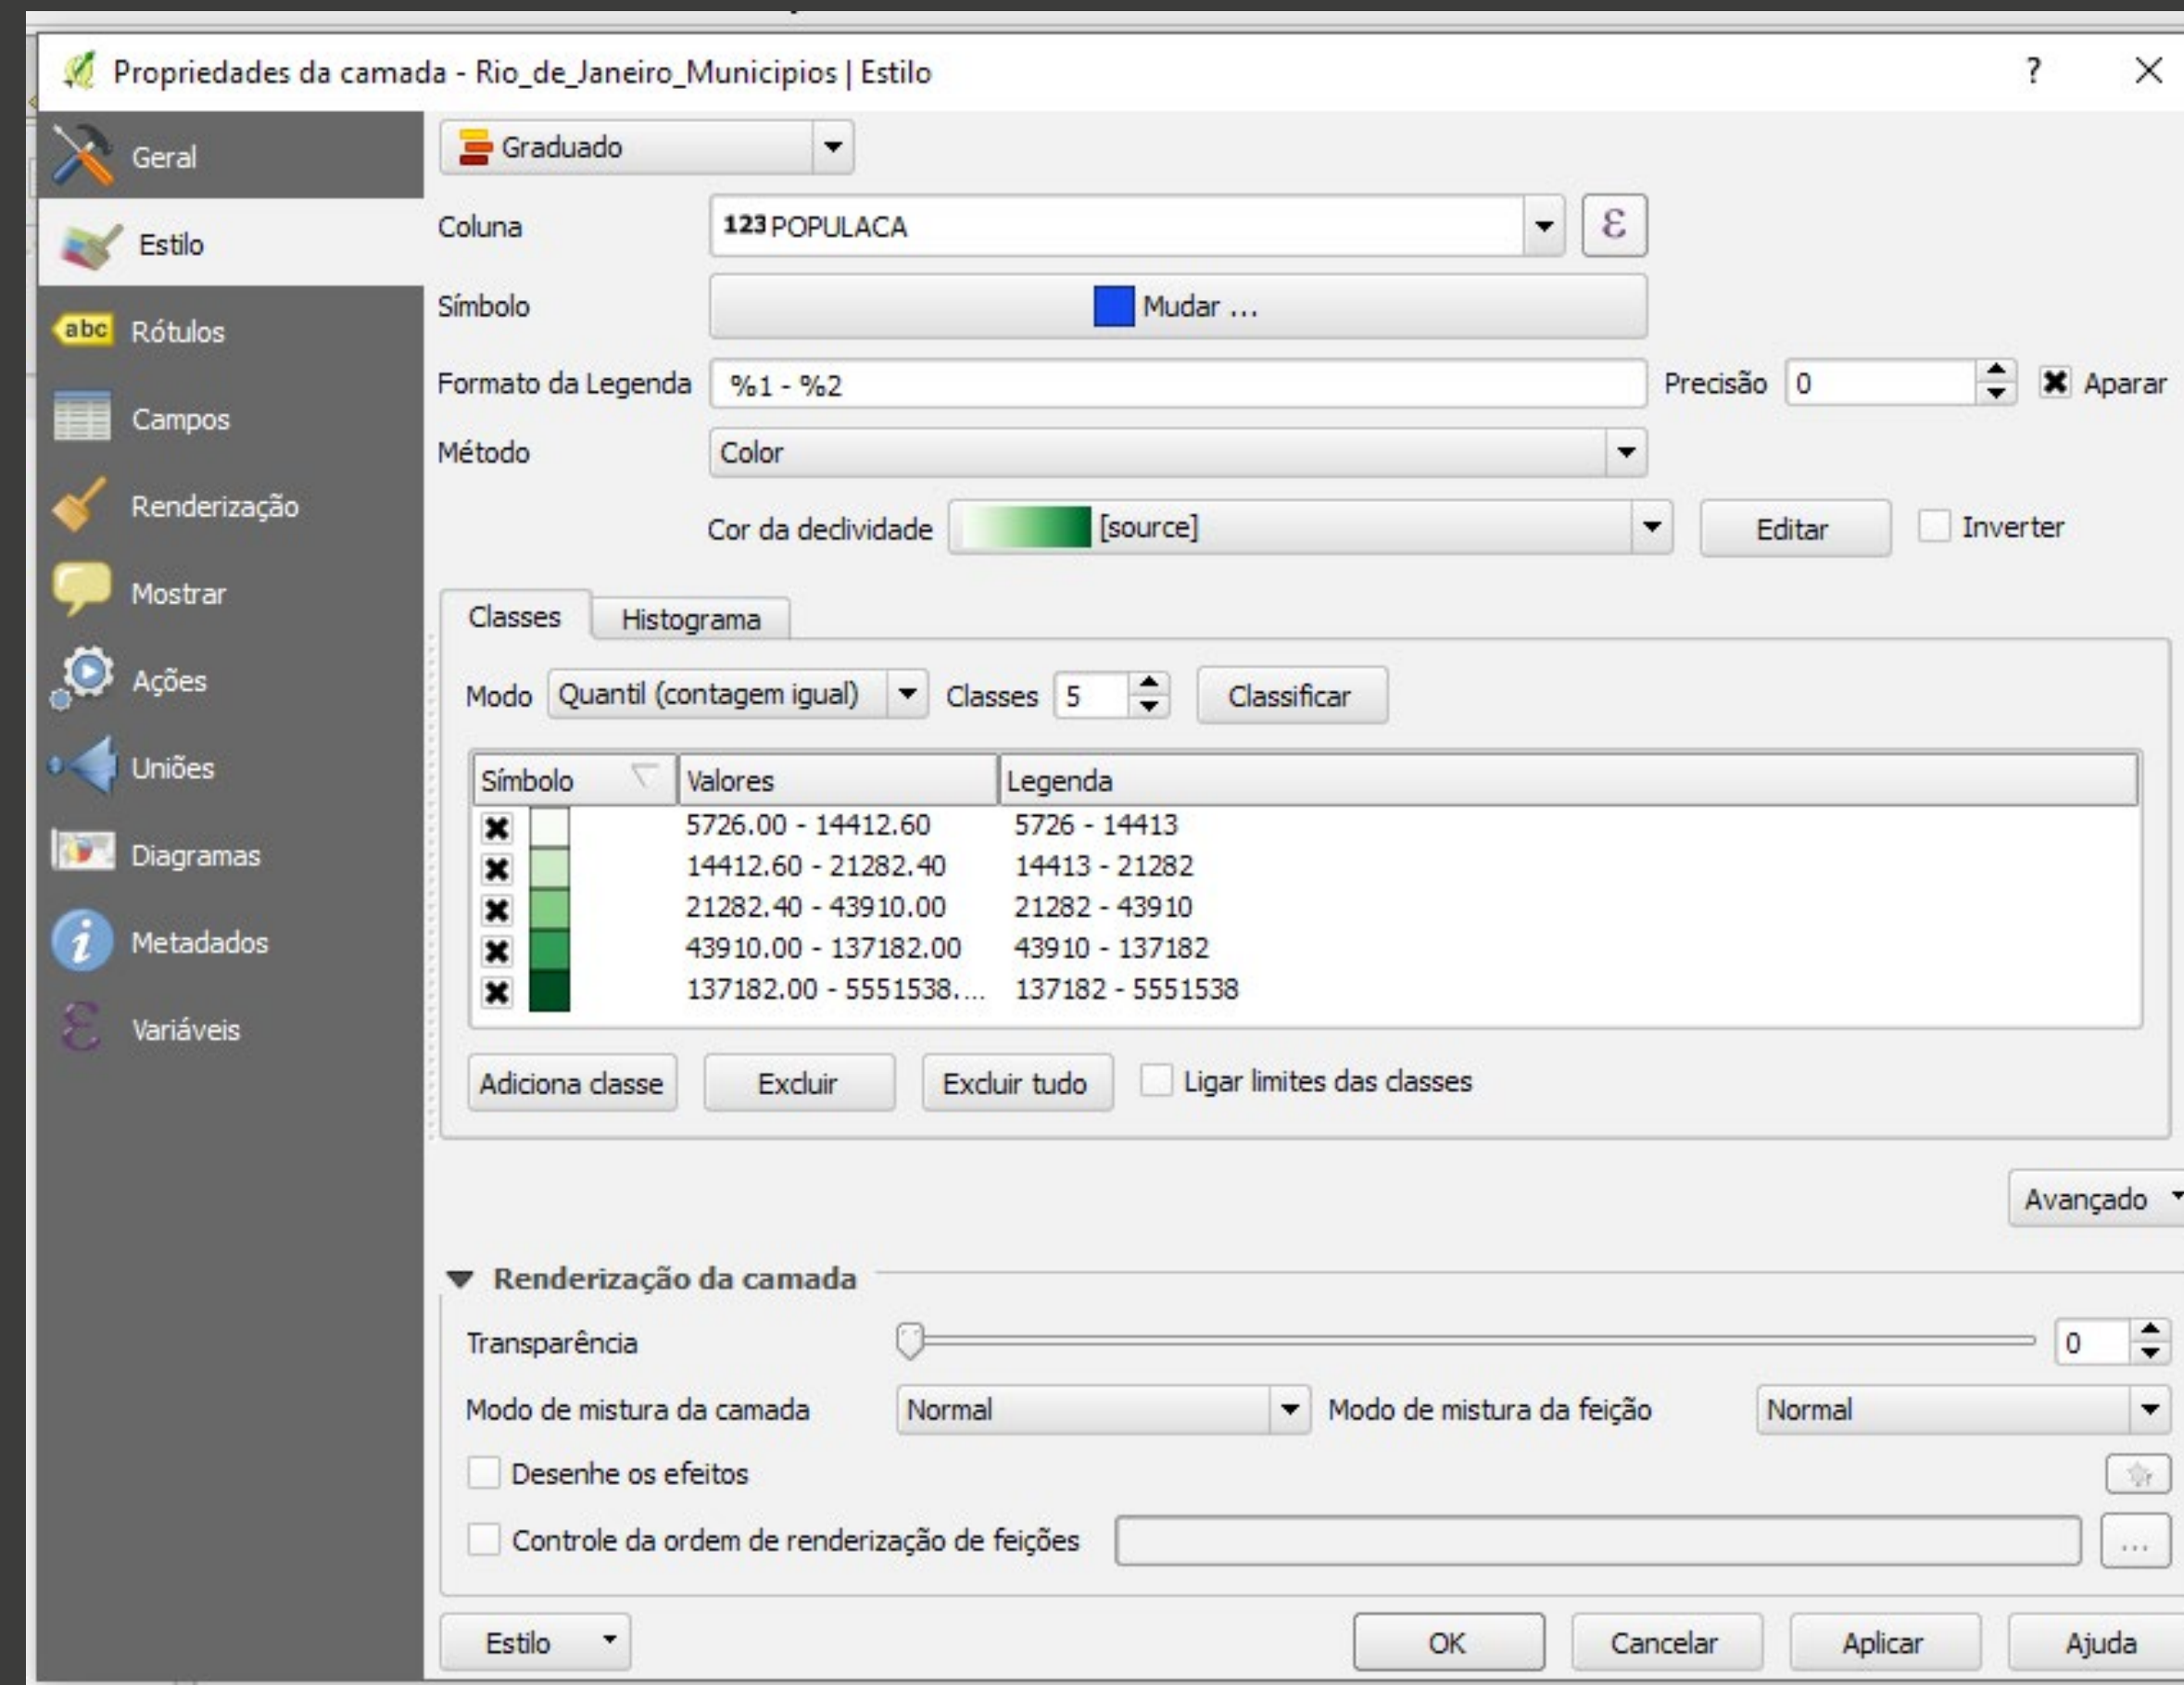 Propriedades da camada - Rio_de_Janeiro_Municipios | Estilo ?
Geral
Estilo
abc Rótulos
Campos
Renderização
Mostrar
Ações
Uniões
Diagramas
i Metadados
ε Variáveis
Graduado
Coluna 123 POPULACA ε
Símbolo Mudar ...
Formato da Legenda %1 - %2 Precisão 0 Aparar
Método Color
Cor da declividade [source] Editar Inverter
Classes Histograma
Modo Quantil (contagem igual) Classes 5 Classificar
Símbolo Valores Legenda
5726.00 - 14412.60 5726 - 14413
14412.60 - 21282.40 14413 - 21282
21282.40 - 43910.00 21282 - 43910
43910.00 - 137182.00 43910 - 137182
137182.00 - 5551538.... 137182 - 5551538
Adiciona classe Excluir Excluir tudo Ligar limites das classes
Avançado
Renderização da camada
Transparência 0
Modo de mistura da camada Normal Modo de mistura da feição Normal
Desenhe os efeitos
Controle da ordem de renderização de feições ...
Estilo OK Cancelar Aplicar Ajuda